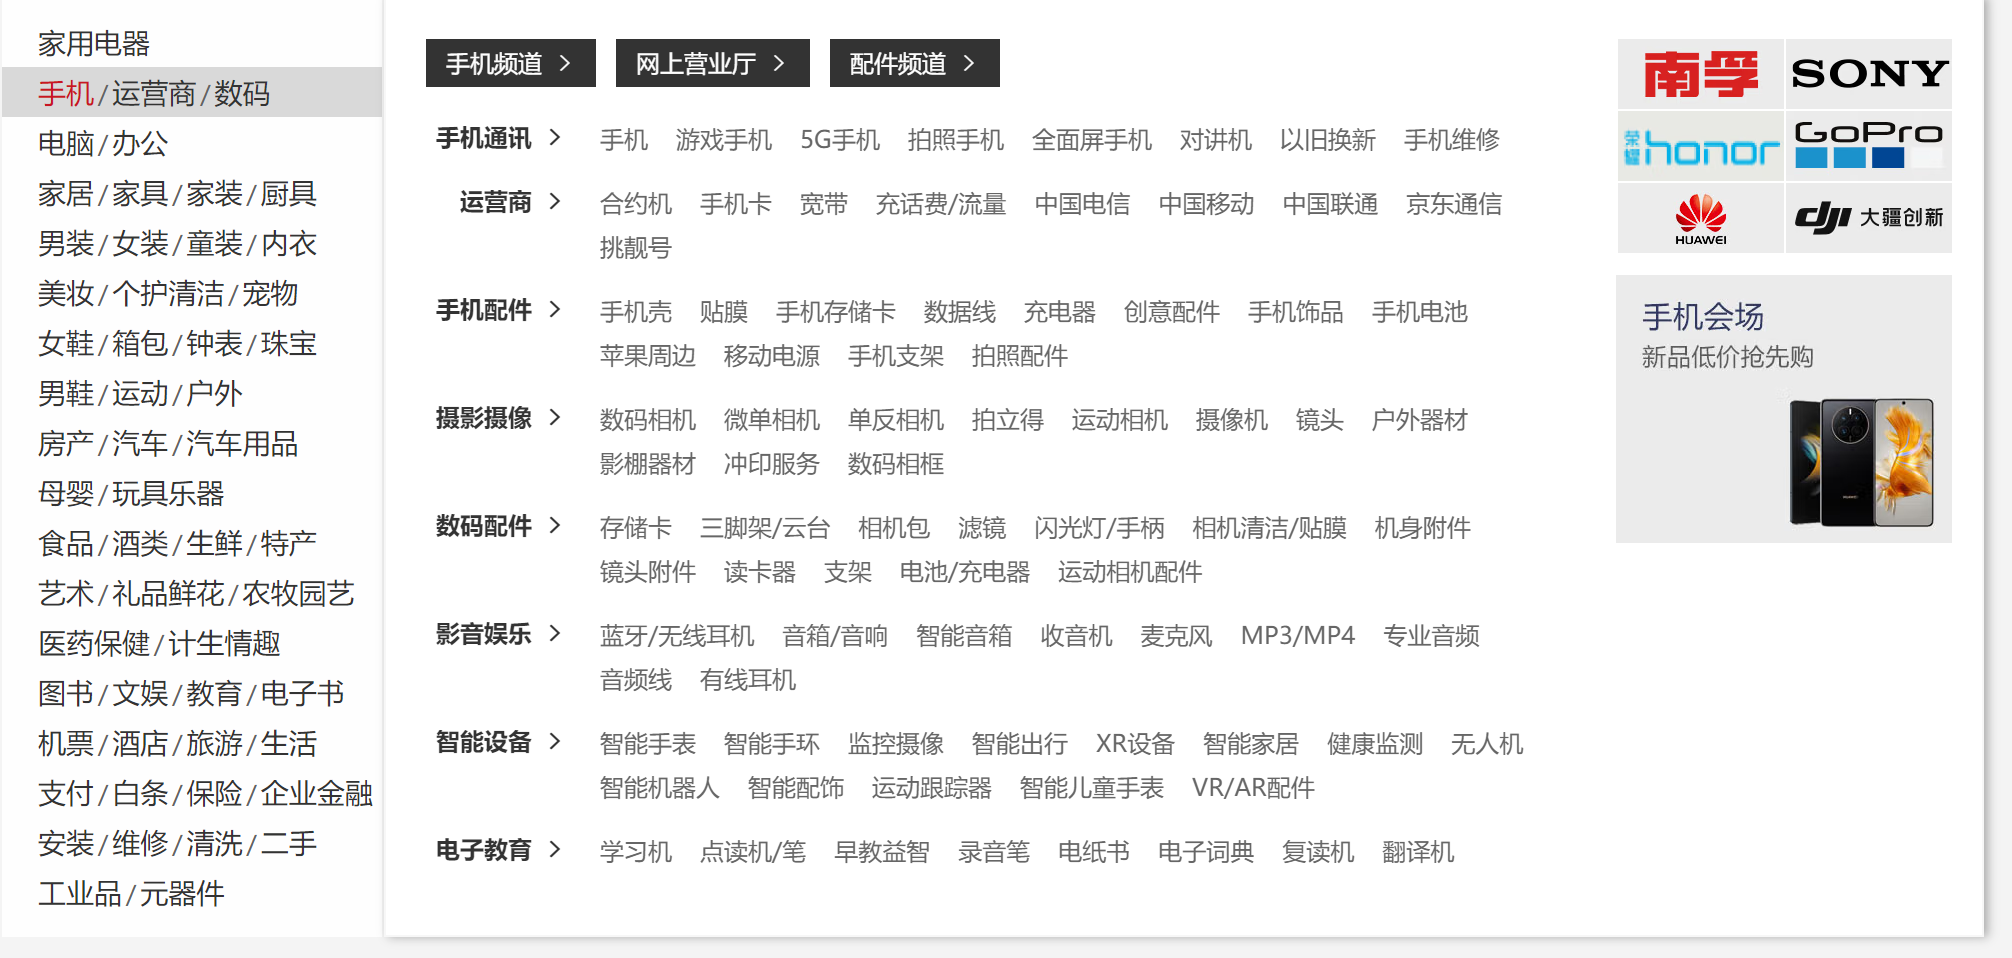 家用电器
手机/运营商/数码
电脑/办公
家居/家具/家装/厨具
男装/女装/童装/内衣
美妆/个护清洁/宠物
女鞋/箱包/钟表/珠宝
男鞋/运动/户外
房产/汽车/汽车用品
母婴/玩具乐器
食品/酒类/生鲜/特产
艺术/礼品鲜花/农牧园艺
医药保健/计生情趣
图书/文娱/教育/电子书
机票/酒店/旅游/生活
支付/白条/保险/企业金融
安装/维修/清洗/二手
工业品/元器件
手机频道 > 网上营业厅 > 配件频道 >
手机通讯 > 手机 游戏手机 5G手机 拍照手机 全面屏手机 对讲机 以旧换新 手机维修
运营商 > 合约机 手机卡 宽带 充话费/流量 中国电信 中国移动 中国联通 京东通信
挑靓号
手机配件 > 手机壳 贴膜 手机存储卡 数据线 充电器 创意配件 手机饰品 手机电池
苹果周边 移动电源 手机支架 拍照配件
摄影摄像 > 数码相机 微单相机 单反相机 拍立得 运动相机 摄像机 镜头 户外器材
影棚器材 冲印服务 数码相框
数码配件 > 存储卡 三脚架/云台 相机包 滤镜 闪光灯/手柄 相机清洁/贴膜 机身附件
镜头附件 读卡器 支架 电池/充电器 运动相机配件
影音娱乐 > 蓝牙/无线耳机 音箱/音响 智能音箱 收音机 麦克风 MP3/MP4 专业音频
音频线 有线耳机
智能设备 > 智能手表 智能手环 监控摄像 智能出行 XR设备 智能家居 健康监测 无人机
智能机器人 智能配饰 运动跟踪器 智能儿童手表 VR/AR配件
电子教育 > 学习机 点读机/笔 早教益智 录音笔 电纸书 电子词典 复读机 翻译机
南孚 SONY
荣耀 honor GoPro
HUAWEI dji 大疆创新
手机会场
新品低价抢先购